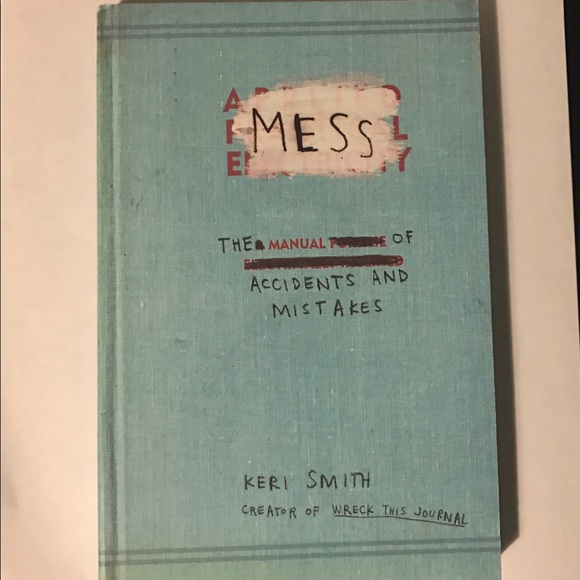 MESS
THE MANUAL OF
ACCIDENTS AND
MISTAKES
KERI SMITH
CREATOR OF WRECK THIS JOURNAL